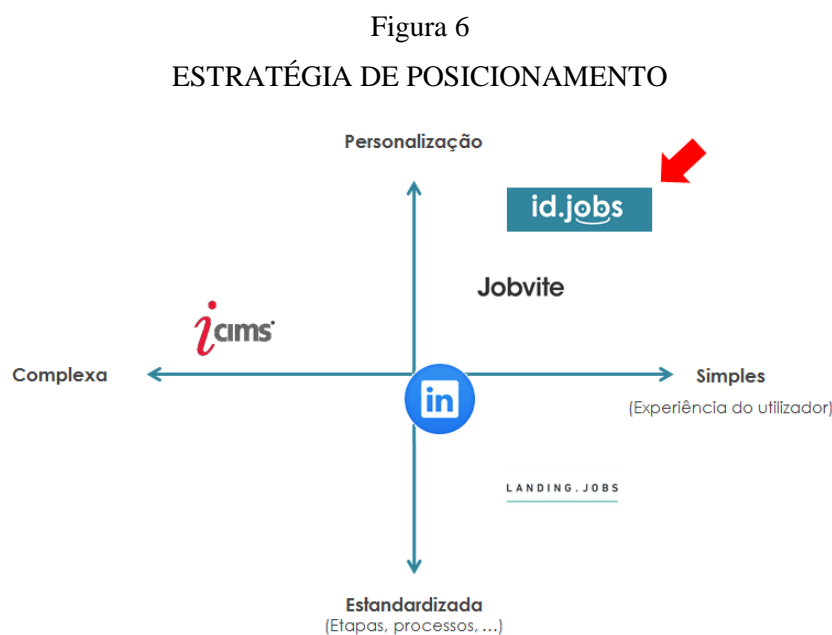 Figura 6
ESTRATÉGIA DE POSICIONAMENTO
Personalização
id.jobs
Jobvite
icims
Complexa
Simples
in
(Experiência do utilizador)
LANDING.JOBS
Estandardizada
(Etapas, processos, ...)